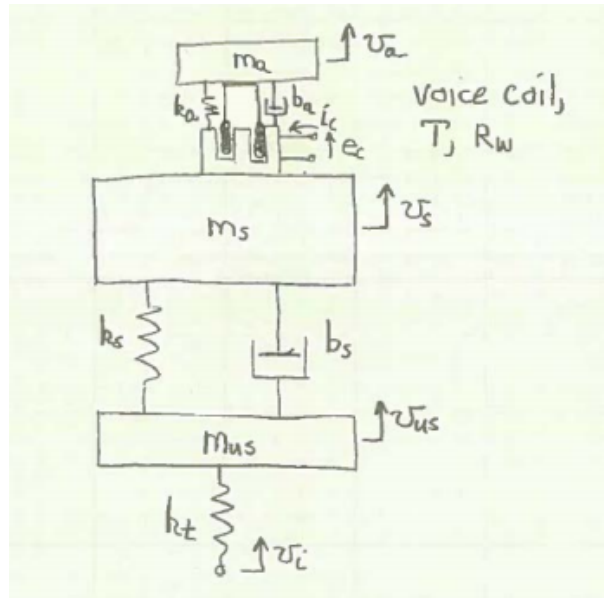 ma
va
ka
ba
ic
ec
voice coil,
T, Rw
ms
vs
ks
bs
mus
vus
kt
vi